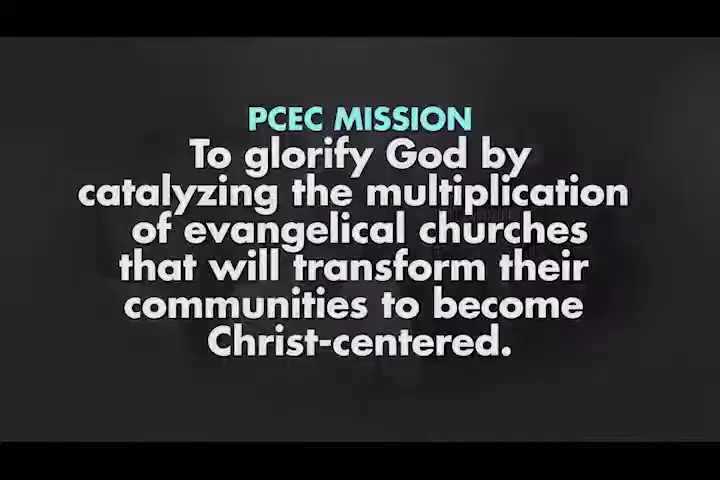 PCEC MISSION
To glorify God by
catalyzing the multiplication
of evangelical churches
that will transform their
communities to become
Christ-centered.